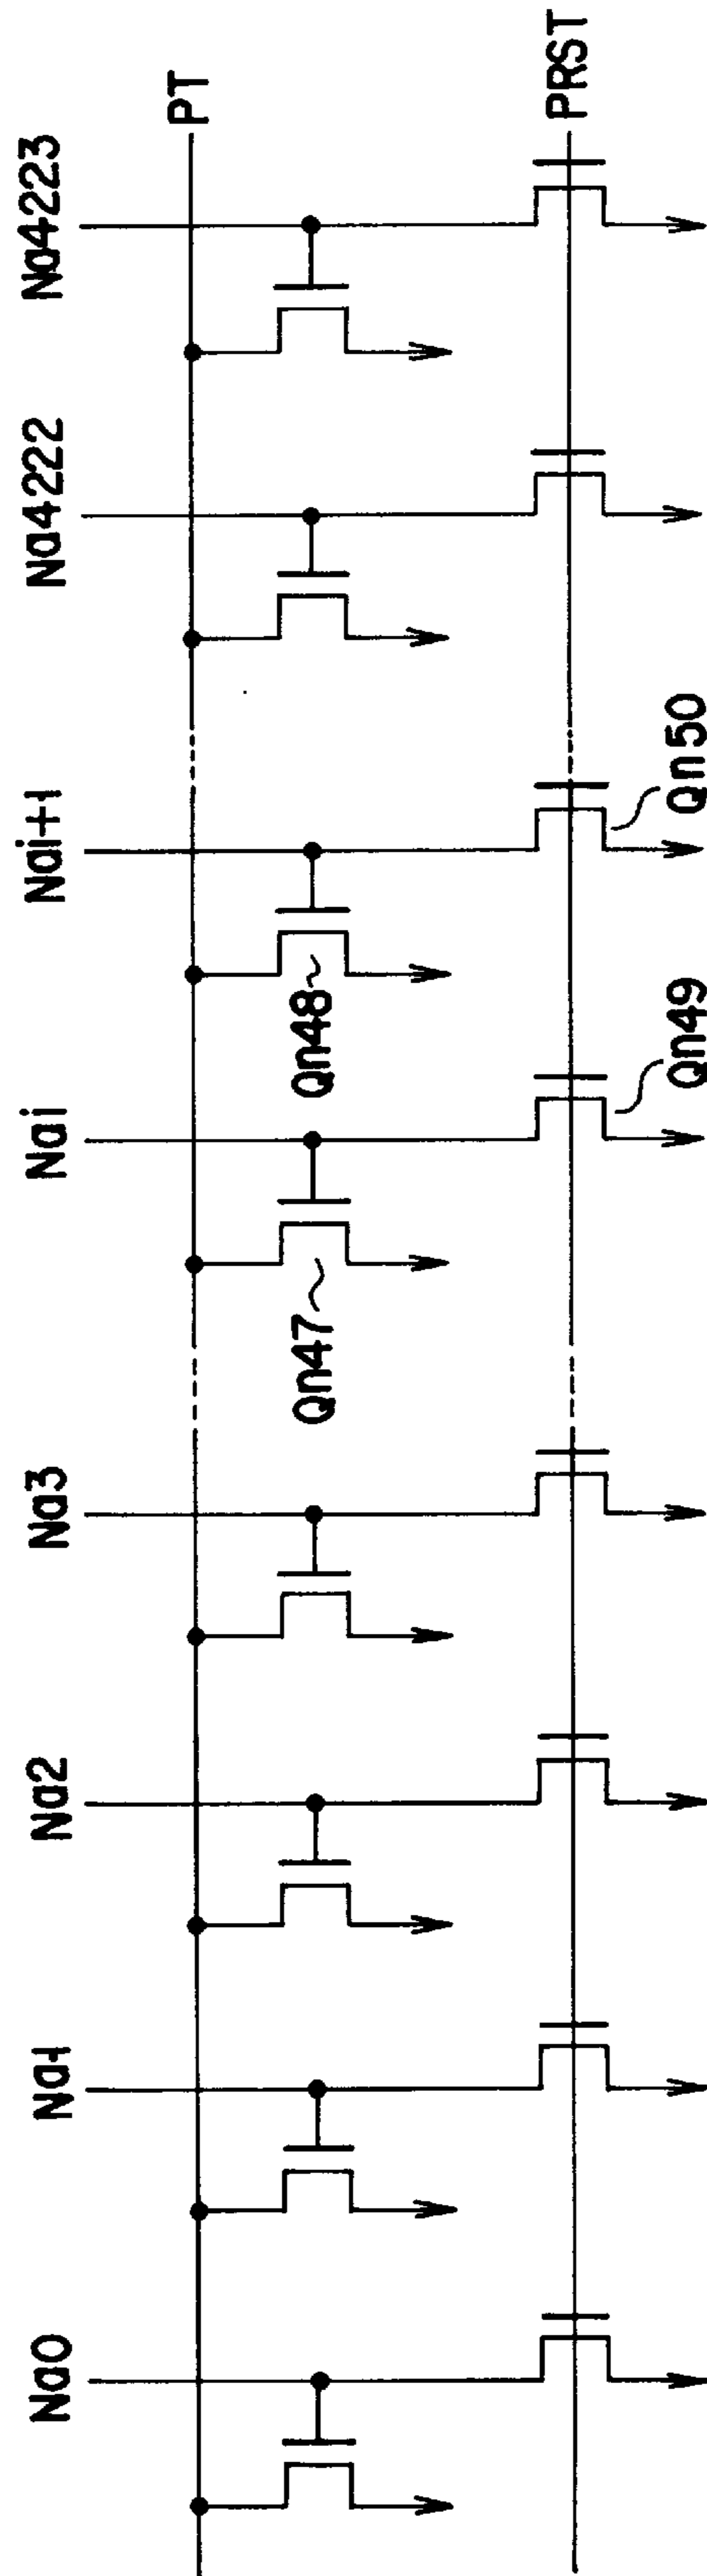 Na0
Na1
Na2
Na3
Nai
Nai+1
Na4222
Na4223
PT
Qn47
Qn48
PRST
Qn49
Qn50